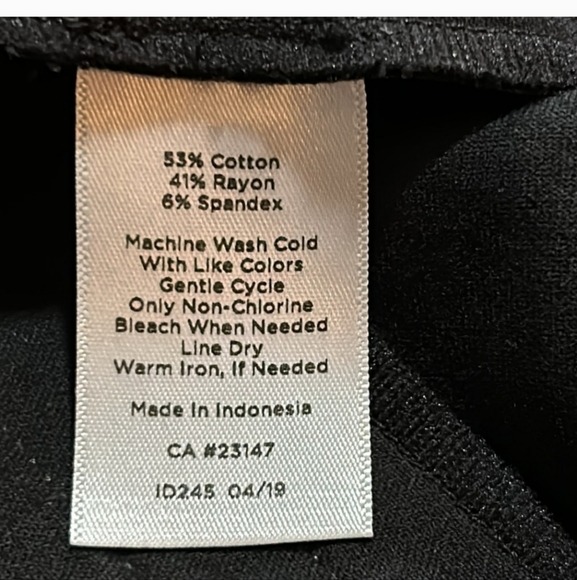 53% Cotton
41% Rayon
6% Spandex
Machine Wash Cold
With Like Colors
Gentle Cycle
Only Non-Chlorine
Bleach When Needed
Line Dry
Warm Iron, If Needed
Made In Indonesia
CA #23147
ID245 04/19